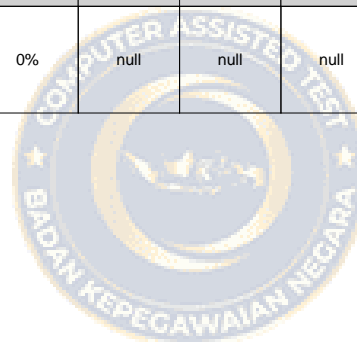 0% null null null
COMPUTER ASSISTED TEST
BADAN KEPEGAWAIAN NEGARA